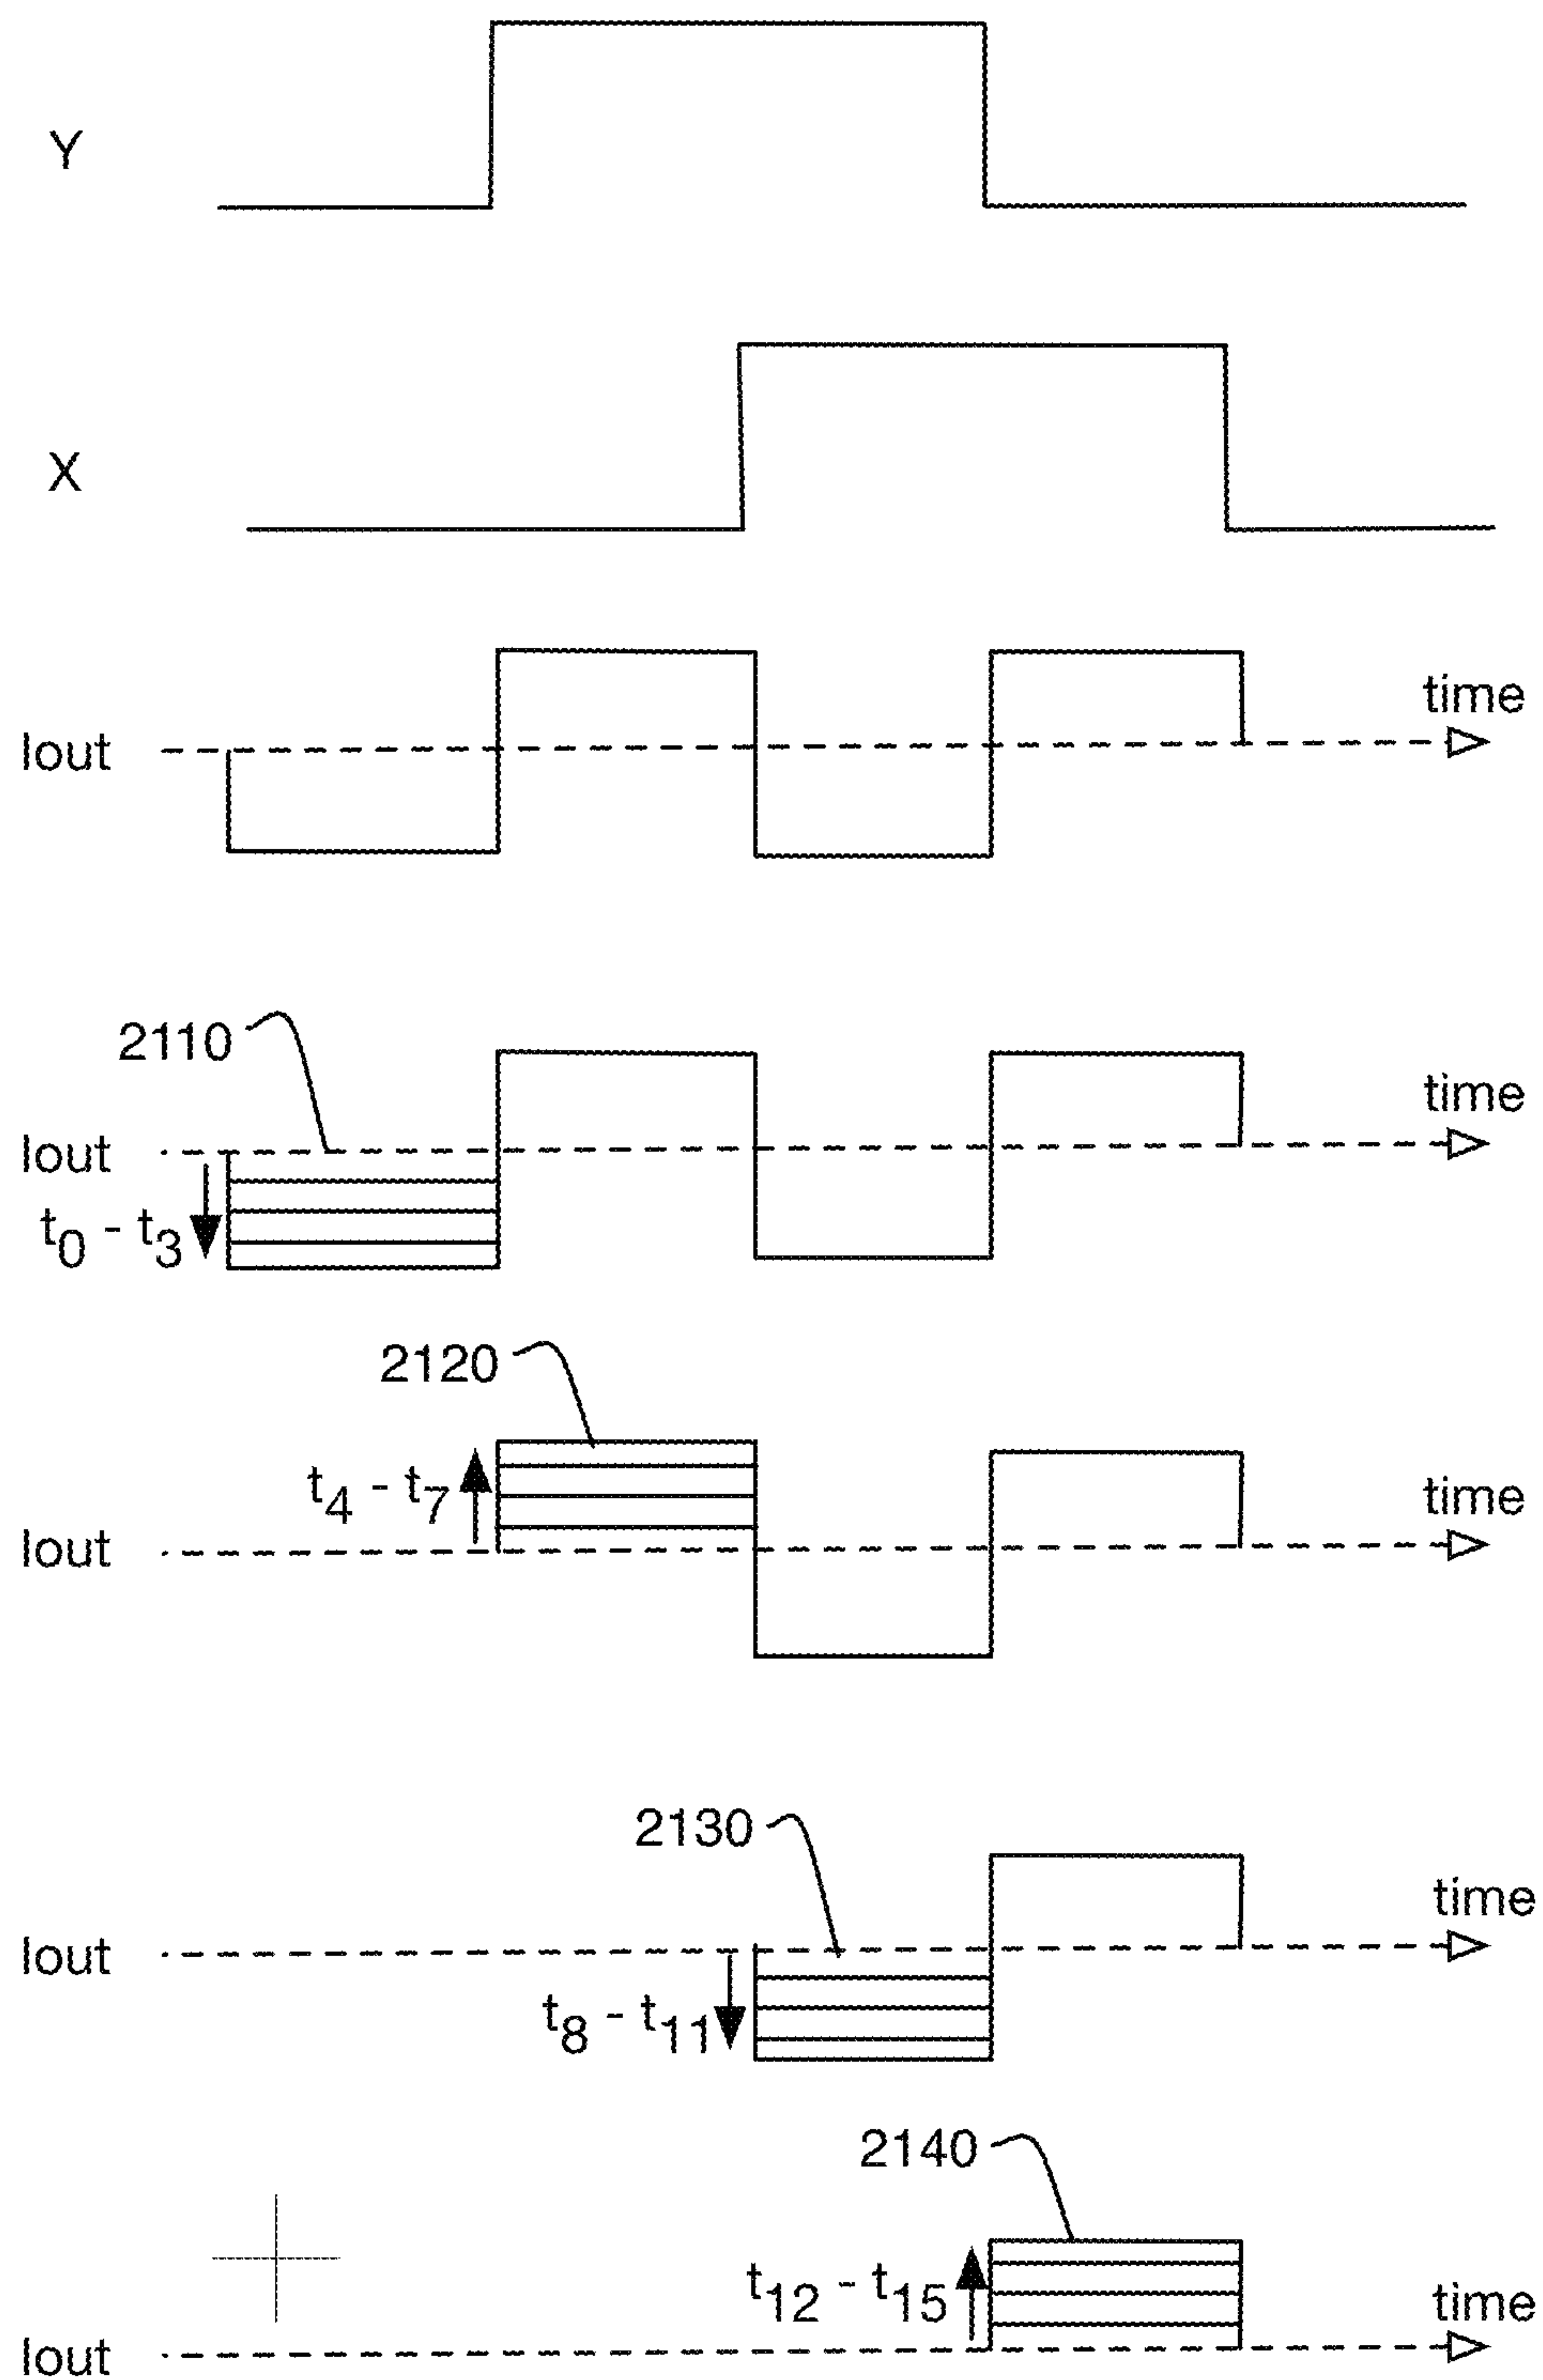 Y
X
time
Iout
2110
time
Iout
t0 - t3
2120
t4 - t7
time
Iout
2130
time
Iout
t8 - t11
2140
t12 - t15
time
Iout